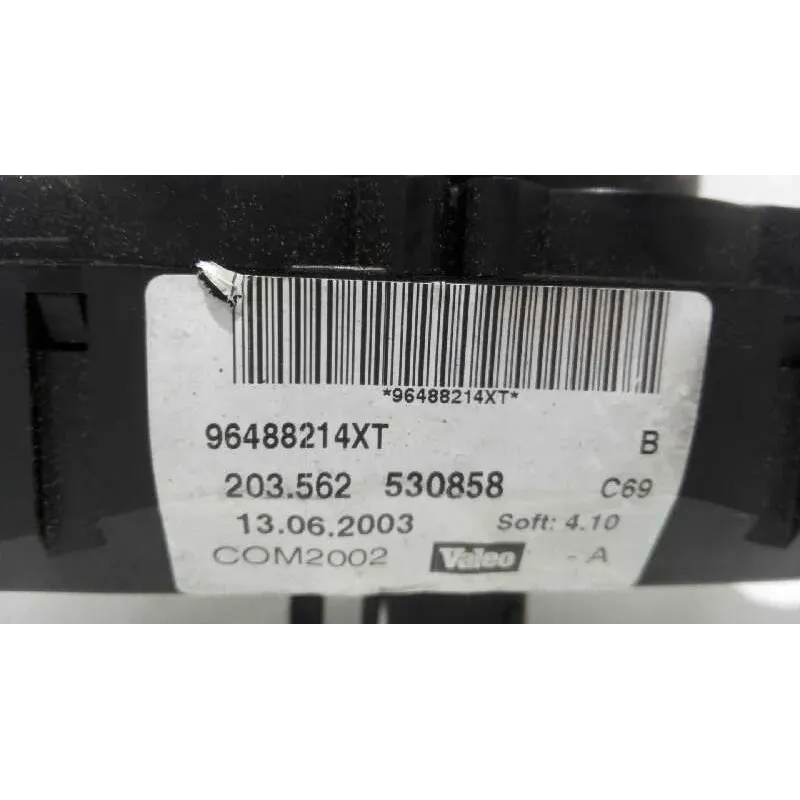 *96488214XT*
96488214XT B
203.562 530858 C69
13.06.2003 Soft: 4.10
COM2002 Valeo - A